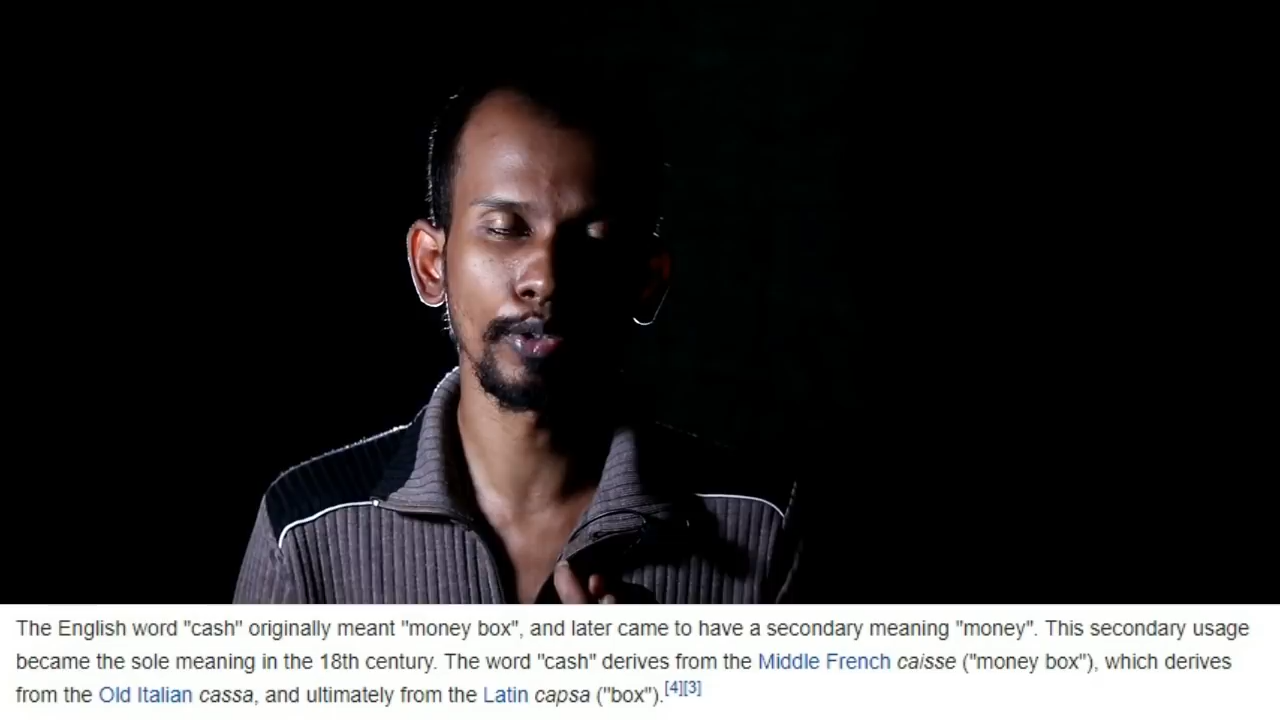 The English word "cash" originally meant "money box", and later came to have a secondary meaning "money". This secondary usage
became the sole meaning in the 18th century. The word "cash" derives from the Middle French caisse ("money box"), which derives
from the Old Italian cassa, and ultimately from the Latin capsa ("box").[4][3]